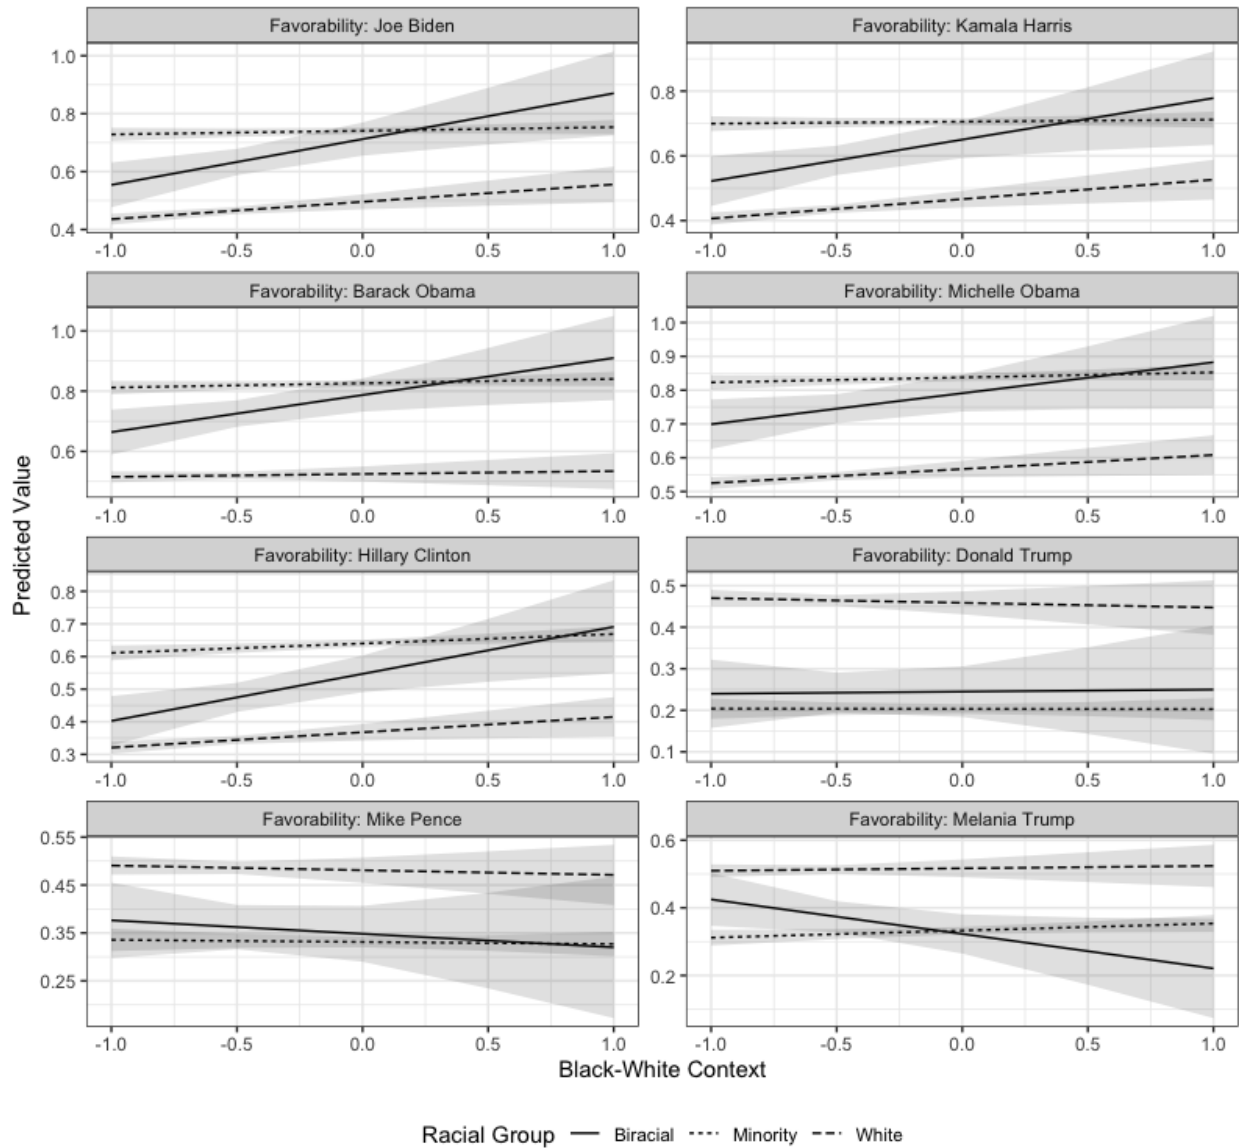 Favorability: Joe Biden
Favorability: Kamala Harris
1.0
0.8
0.6
0.4
0.8
0.6
0.4
-1.0 -0.5 0.0 0.5 1.0
-1.0 -0.5 0.0 0.5 1.0
Favorability: Barack Obama
Favorability: Michelle Obama
1.0
0.8
0.6
1.0
0.9
0.8
0.7
0.6
0.5
-1.0 -0.5 0.0 0.5 1.0
-1.0 -0.5 0.0 0.5 1.0
Predicted Value
Favorability: Hillary Clinton
Favorability: Donald Trump
0.8
0.7
0.6
0.5
0.4
0.3
0.5
0.4
0.3
0.2
0.1
-1.0 -0.5 0.0 0.5 1.0
-1.0 -0.5 0.0 0.5 1.0
Favorability: Mike Pence
Favorability: Melania Trump
0.55
0.45
0.35
0.25
0.6
0.4
0.2
-1.0 -0.5 0.0 0.5 1.0
-1.0 -0.5 0.0 0.5 1.0
Black-White Context
Racial Group Biracial Minority White